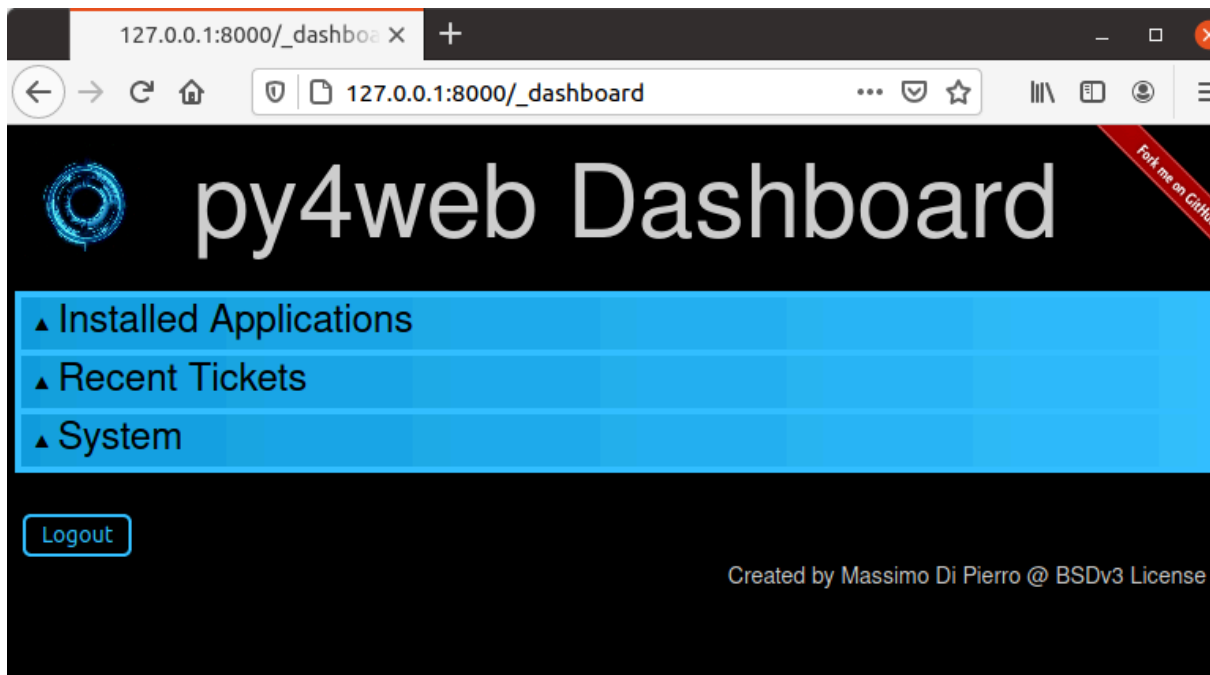 127.0.0.1:8000/_dashboa
127.0.0.1:8000/_dashboard
py4web Dashboard
Fork me on
Installed Applications
Recent Tickets
System
Logout
Created by Massimo Di Pierro @ BSDv3 License